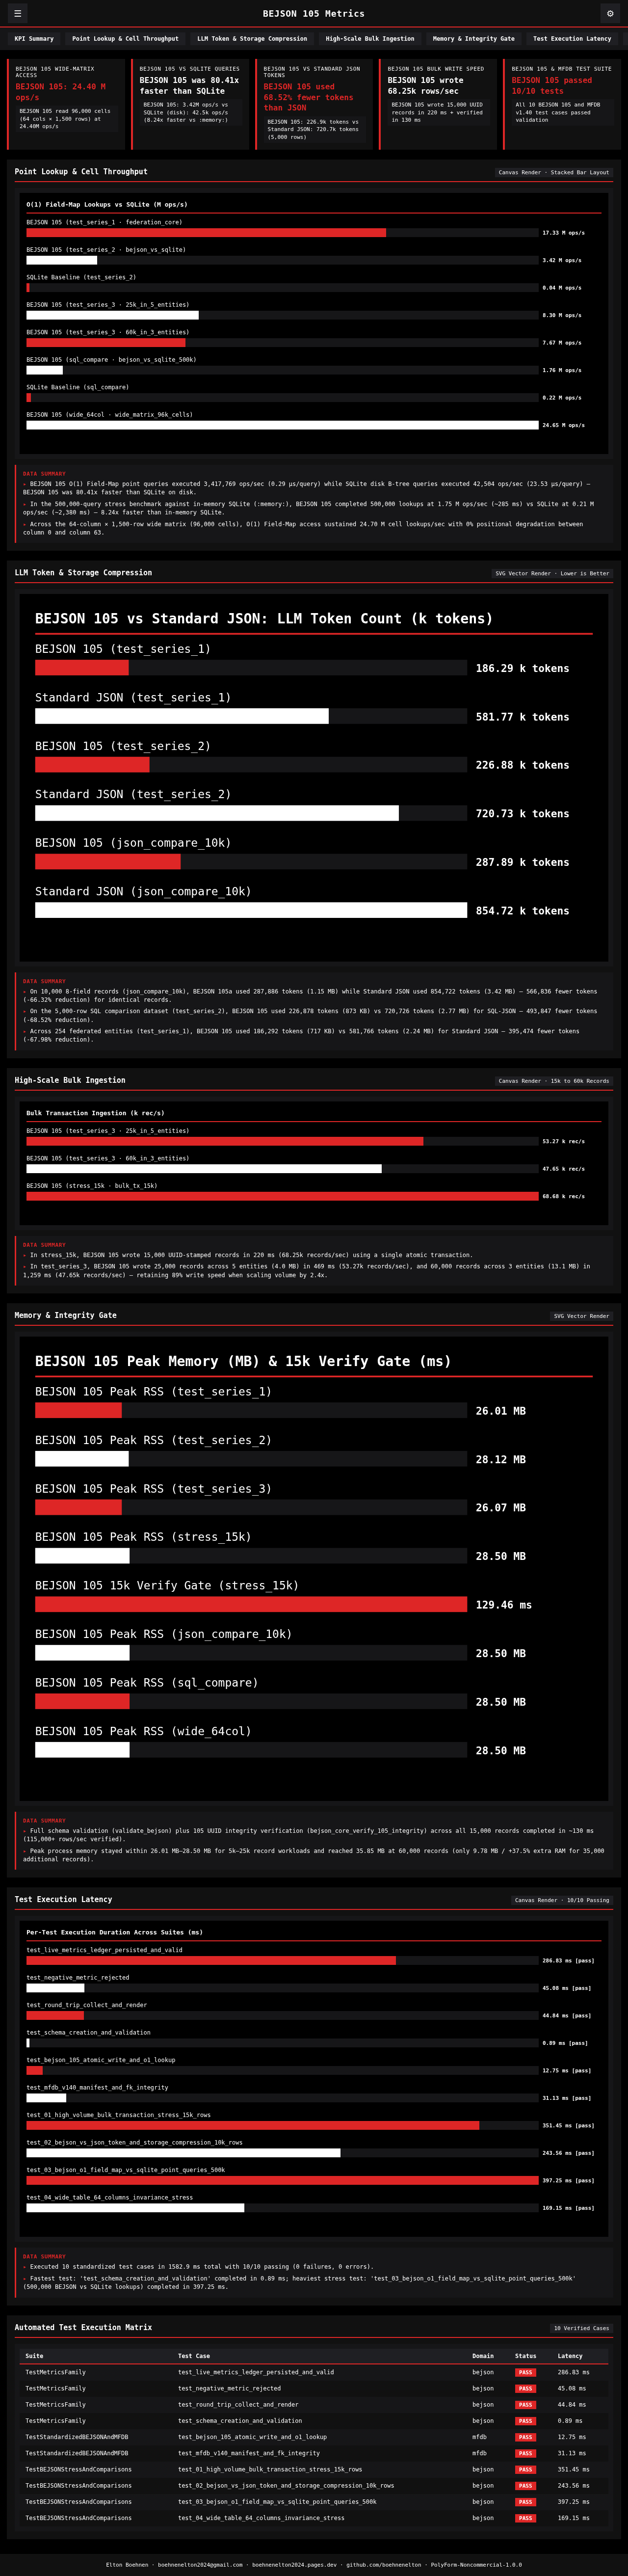 ☰
BEJSON 105 Metrics
⚙
KPI Summary
Point Lookup & Cell Throughput
LLM Token & Storage Compression
High-Scale Bulk Ingestion
Memory & Integrity Gate
Test Execution Latency
BEJSON 105 WIDE-MATRIX
ACCESS
BEJSON 105: 24.40 M
ops/s
BEJSON 105 read 96,000 cells
(64 cols × 1,500 rows) at
24.40M ops/s
BEJSON 105 VS SQLITE QUERIES
BEJSON 105 was 80.41x
faster than SQLite
BEJSON 105: 3.42M ops/s vs
SQLite (disk): 42.5k ops/s
(8.24x faster vs :memory:)
BEJSON 105 VS STANDARD JSON
TOKENS
BEJSON 105 used
68.52% fewer tokens
than JSON
BEJSON 105: 226.9k tokens vs
Standard JSON: 720.7k tokens
(5,000 rows)
BEJSON 105 BULK WRITE SPEED
BEJSON 105 wrote
68.25k rows/sec
BEJSON 105 wrote 15,000 UUID
records in 220 ms + verified
in 130 ms
BEJSON 105 & MFDB TEST SUITE
BEJSON 105 passed
10/10 tests
All 10 BEJSON 105 and MFDB
v1.40 test cases passed
validation
Point Lookup & Cell Throughput
Canvas Render · Stacked Bar Layout
O(1) Field-Map Lookups vs SQLite (M ops/s)
BEJSON 105 (test_series_1 · federation_core)
17.33 M ops/s
BEJSON 105 (test_series_2 · bejson_vs_sqlite)
3.42 M ops/s
SQLite Baseline (test_series_2)
0.04 M ops/s
BEJSON 105 (test_series_3 · 25k_in_5_entities)
8.30 M ops/s
BEJSON 105 (test_series_3 · 60k_in_3_entities)
7.67 M ops/s
BEJSON 105 (sql_compare · bejson_vs_sqlite_500k)
1.76 M ops/s
SQLite Baseline (sql_compare)
0.22 M ops/s
BEJSON 105 (wide_64col · wide_matrix_96k_cells)
24.65 M ops/s
DATA SUMMARY
▸ BEJSON 105 O(1) Field-Map point queries executed 3,417,769 ops/sec (0.29 µs/query) while SQLite disk B-tree queries executed 42,504 ops/sec (23.53 µs/query) —
BEJSON 105 was 80.41x faster than SQLite on disk.
▸ In the 500,000-query stress benchmark against in-memory SQLite (:memory:), BEJSON 105 completed 500,000 lookups at 1.75 M ops/sec (~285 ms) vs SQLite at 0.21 M
ops/sec (~2,380 ms) — 8.24x faster than in-memory SQLite.
▸ Across the 64-column × 1,500-row wide matrix (96,000 cells), O(1) Field-Map access sustained 24.70 M cell lookups/sec with 0% positional degradation between
column 0 and column 63.
LLM Token & Storage Compression
SVG Vector Render · Lower is Better
BEJSON 105 vs Standard JSON: LLM Token Count (k tokens)
BEJSON 105 (test_series_1)
186.29 k tokens
Standard JSON (test_series_1)
581.77 k tokens
BEJSON 105 (test_series_2)
226.88 k tokens
Standard JSON (test_series_2)
720.73 k tokens
BEJSON 105 (json_compare_10k)
287.89 k tokens
Standard JSON (json_compare_10k)
854.72 k tokens
DATA SUMMARY
▸ On 10,000 8-field records (json_compare_10k), BEJSON 105a used 287,886 tokens (1.15 MB) while Standard JSON used 854,722 tokens (3.42 MB) — 566,836 fewer tokens
(-66.32% reduction) for identical records.
▸ On the 5,000-row SQL comparison dataset (test_series_2), BEJSON 105 used 226,878 tokens (873 KB) vs 720,726 tokens (2.77 MB) for SQL-JSON — 493,847 fewer tokens
(-68.52% reduction).
▸ Across 254 federated entities (test_series_1), BEJSON 105 used 186,292 tokens (717 KB) vs 581,766 tokens (2.24 MB) for Standard JSON — 395,474 fewer tokens
(-67.98% reduction).
High-Scale Bulk Ingestion
Canvas Render · 15k to 60k Records
Bulk Transaction Ingestion (k rec/s)
BEJSON 105 (test_series_3 · 25k_in_5_entities)
53.27 k rec/s
BEJSON 105 (test_series_3 · 60k_in_3_entities)
47.65 k rec/s
BEJSON 105 (stress_15k · bulk_tx_15k)
68.68 k rec/s
DATA SUMMARY
▸ In stress_15k, BEJSON 105 wrote 15,000 UUID-stamped records in 220 ms (68.25k records/sec) using a single atomic transaction.
▸ In test_series_3, BEJSON 105 wrote 25,000 records across 5 entities (4.0 MB) in 469 ms (53.27k records/sec), and 60,000 records across 3 entities (13.1 MB) in
1,259 ms (47.65k records/sec) — retaining 89% write speed when scaling volume by 2.4x.
Memory & Integrity Gate
SVG Vector Render
BEJSON 105 Peak Memory (MB) & 15k Verify Gate (ms)
BEJSON 105 Peak RSS (test_series_1)
26.01 MB
BEJSON 105 Peak RSS (test_series_2)
28.12 MB
BEJSON 105 Peak RSS (test_series_3)
26.07 MB
BEJSON 105 Peak RSS (stress_15k)
28.50 MB
BEJSON 105 15k Verify Gate (stress_15k)
129.46 ms
BEJSON 105 Peak RSS (json_compare_10k)
28.50 MB
BEJSON 105 Peak RSS (sql_compare)
28.50 MB
BEJSON 105 Peak RSS (wide_64col)
28.50 MB
DATA SUMMARY
▸ Full schema validation (validate_bejson) plus 105 UUID integrity verification (bejson_core_verify_105_integrity) across all 15,000 records completed in ~130 ms
(115,000+ rows/sec verified).
▸ Peak process memory stayed within 26.01 MB–28.50 MB for 5k–25k record workloads and reached 35.85 MB at 60,000 records (only 9.78 MB / +37.5% extra RAM for 35,000
additional records).
Test Execution Latency
Canvas Render · 10/10 Passing
Per-Test Execution Duration Across Suites (ms)
test_live_metrics_ledger_persisted_and_valid
286.83 ms [pass]
test_negative_metric_rejected
45.08 ms [pass]
test_round_trip_collect_and_render
44.84 ms [pass]
test_schema_creation_and_validation
0.89 ms [pass]
test_bejson_105_atomic_write_and_o1_lookup
12.75 ms [pass]
test_mfdb_v140_manifest_and_fk_integrity
31.13 ms [pass]
test_01_high_volume_bulk_transaction_stress_15k_rows
351.45 ms [pass]
test_02_bejson_vs_json_token_and_storage_compression_10k_rows
243.56 ms [pass]
test_03_bejson_o1_field_map_vs_sqlite_point_queries_500k
397.25 ms [pass]
test_04_wide_table_64_columns_invariance_stress
169.15 ms [pass]
DATA SUMMARY
▸ Executed 10 standardized test cases in 1582.9 ms total with 10/10 passing (0 failures, 0 errors).
▸ Fastest test: 'test_schema_creation_and_validation' completed in 0.89 ms; heaviest stress test: 'test_03_bejson_o1_field_map_vs_sqlite_point_queries_500k'
(500,000 BEJSON vs SQLite lookups) completed in 397.25 ms.
Automated Test Execution Matrix
10 Verified Cases
Suite Test Case Domain Status Latency
TestMetricsFamily test_live_metrics_ledger_persisted_and_valid bejson PASS 286.83 ms
TestMetricsFamily test_negative_metric_rejected bejson PASS 45.08 ms
TestMetricsFamily test_round_trip_collect_and_render bejson PASS 44.84 ms
TestMetricsFamily test_schema_creation_and_validation bejson PASS 0.89 ms
TestStandardizedBEJSONAndMFDB test_bejson_105_atomic_write_and_o1_lookup mfdb PASS 12.75 ms
TestStandardizedBEJSONAndMFDB test_mfdb_v140_manifest_and_fk_integrity mfdb PASS 31.13 ms
TestBEJSONStressAndComparisons test_01_high_volume_bulk_transaction_stress_15k_rows bejson PASS 351.45 ms
TestBEJSONStressAndComparisons test_02_bejson_vs_json_token_and_storage_compression_10k_rows bejson PASS 243.56 ms
TestBEJSONStressAndComparisons test_03_bejson_o1_field_map_vs_sqlite_point_queries_500k bejson PASS 397.25 ms
TestBEJSONStressAndComparisons test_04_wide_table_64_columns_invariance_stress bejson PASS 169.15 ms
Elton Boehnen · boehnenelton2024@gmail.com · boehnenelton2024.pages.dev · github.com/boehnenelton · PolyForm-Noncommercial-1.0.0